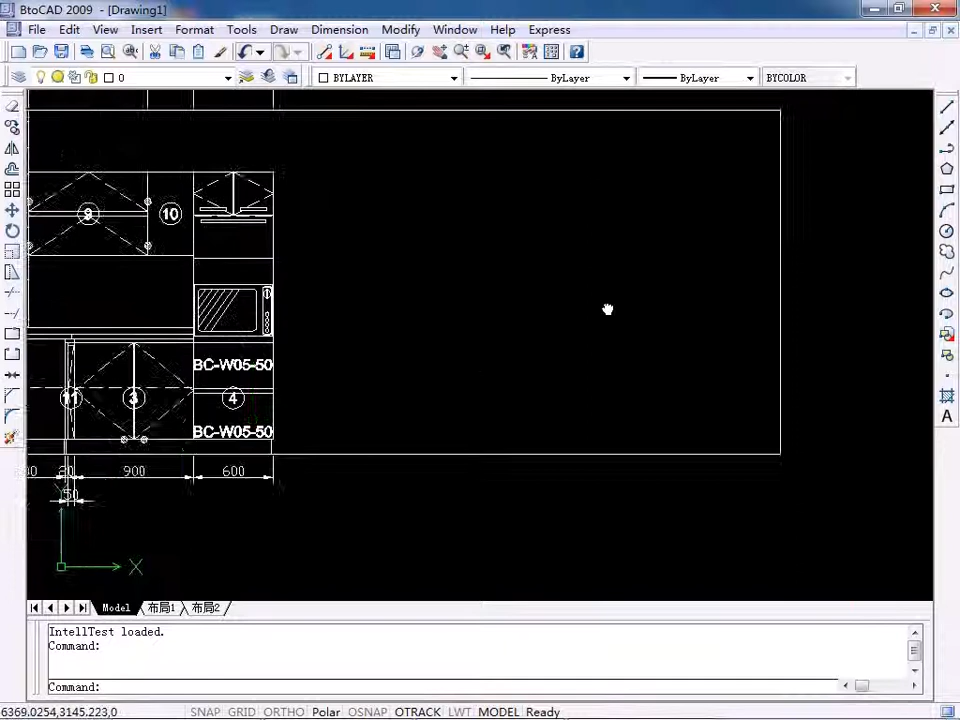 BtoCAD 2009 - [Drawing1]
File Edit View Insert Format Tools Draw Dimension Modify Window Help Express
0 BYLAYER ByLayer ByLayer BYCOLOR
9 10
BC-W05-50
11 3 4
BC-W05-50
900 600
50
X
Model 布局1 布局2
IntellTest loaded.
Command:
Command:
6369.0254,3145.223,0 SNAP GRID ORTHO Polar OSNAP OTRACK LWT MODEL Ready